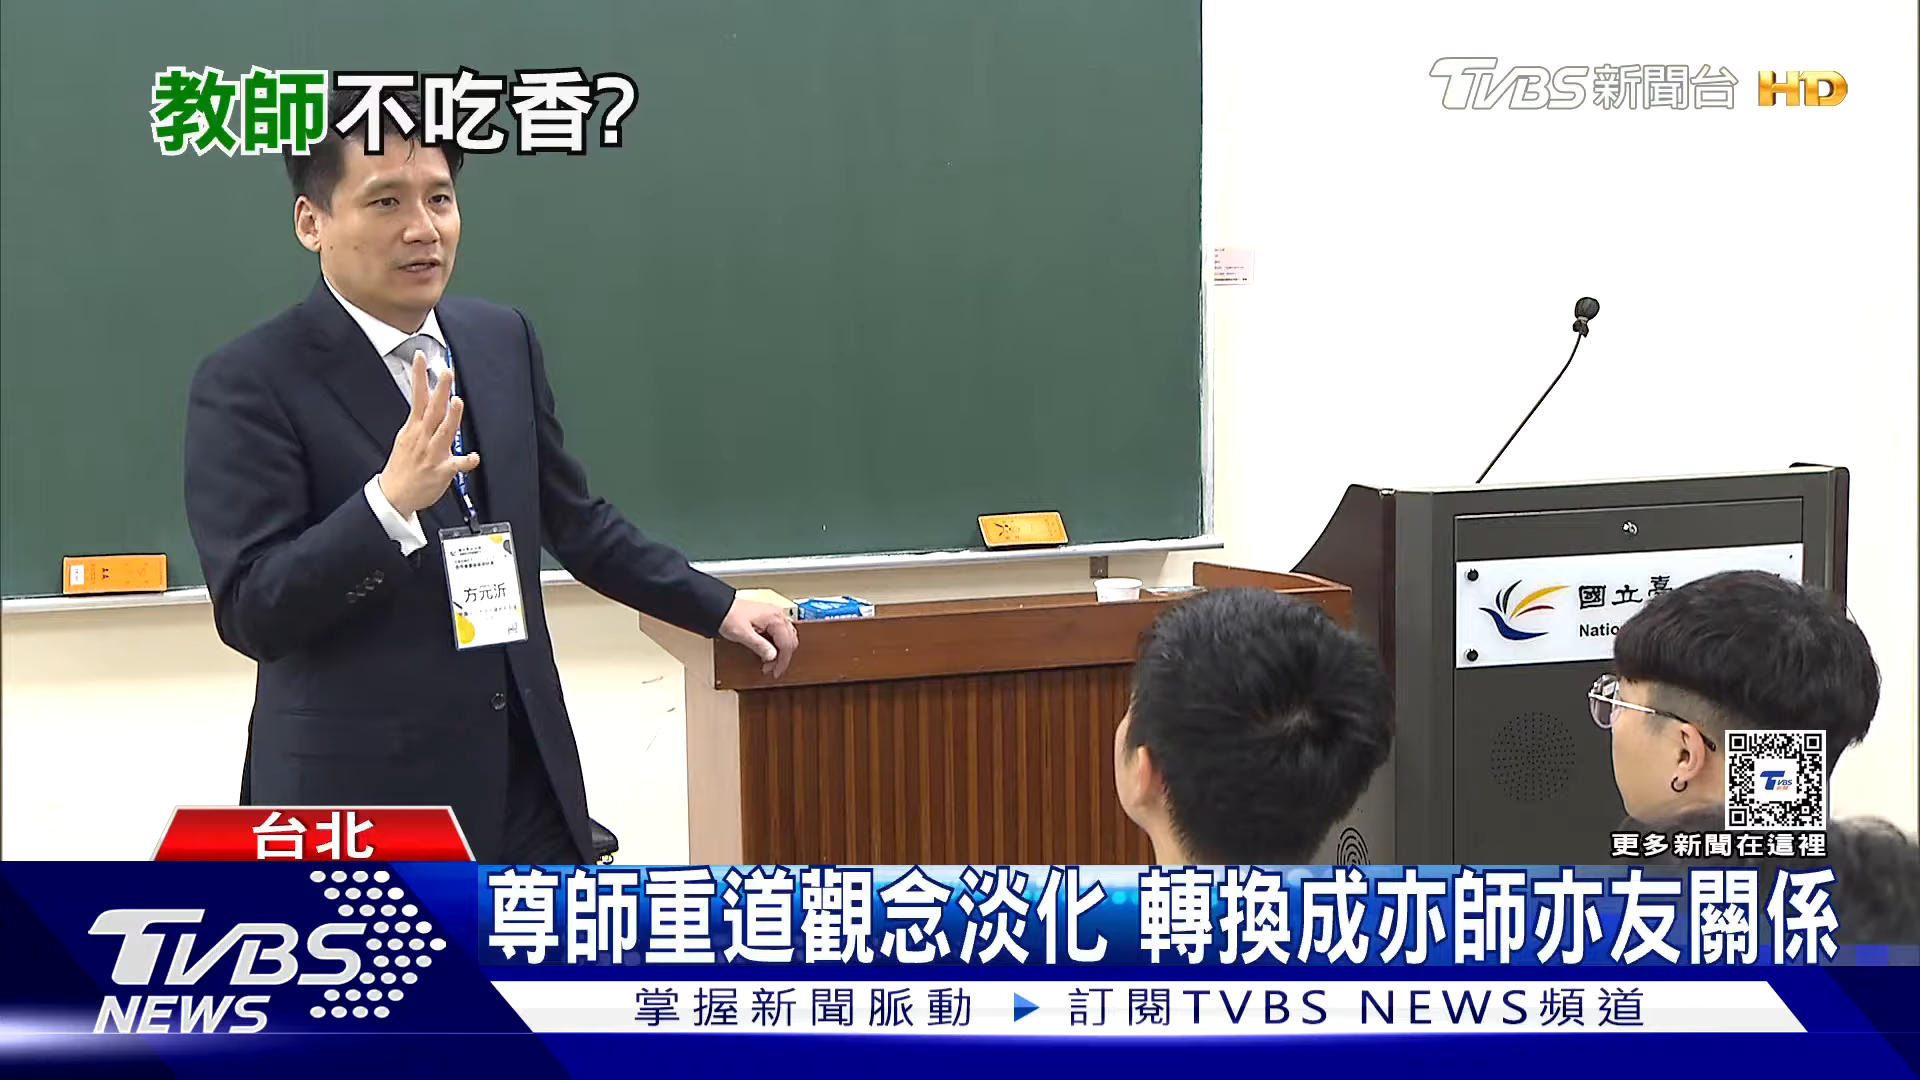 教師不吃香?
TVBS新聞台 HD
方元沂
國立臺
Natio
TVBS
更多新聞在這裡
台北
尊師重道觀念淡化 轉換成亦師亦友關係
TVBS
NEWS
掌握新聞脈動 ▶ 訂閱TVBS NEWS頻道